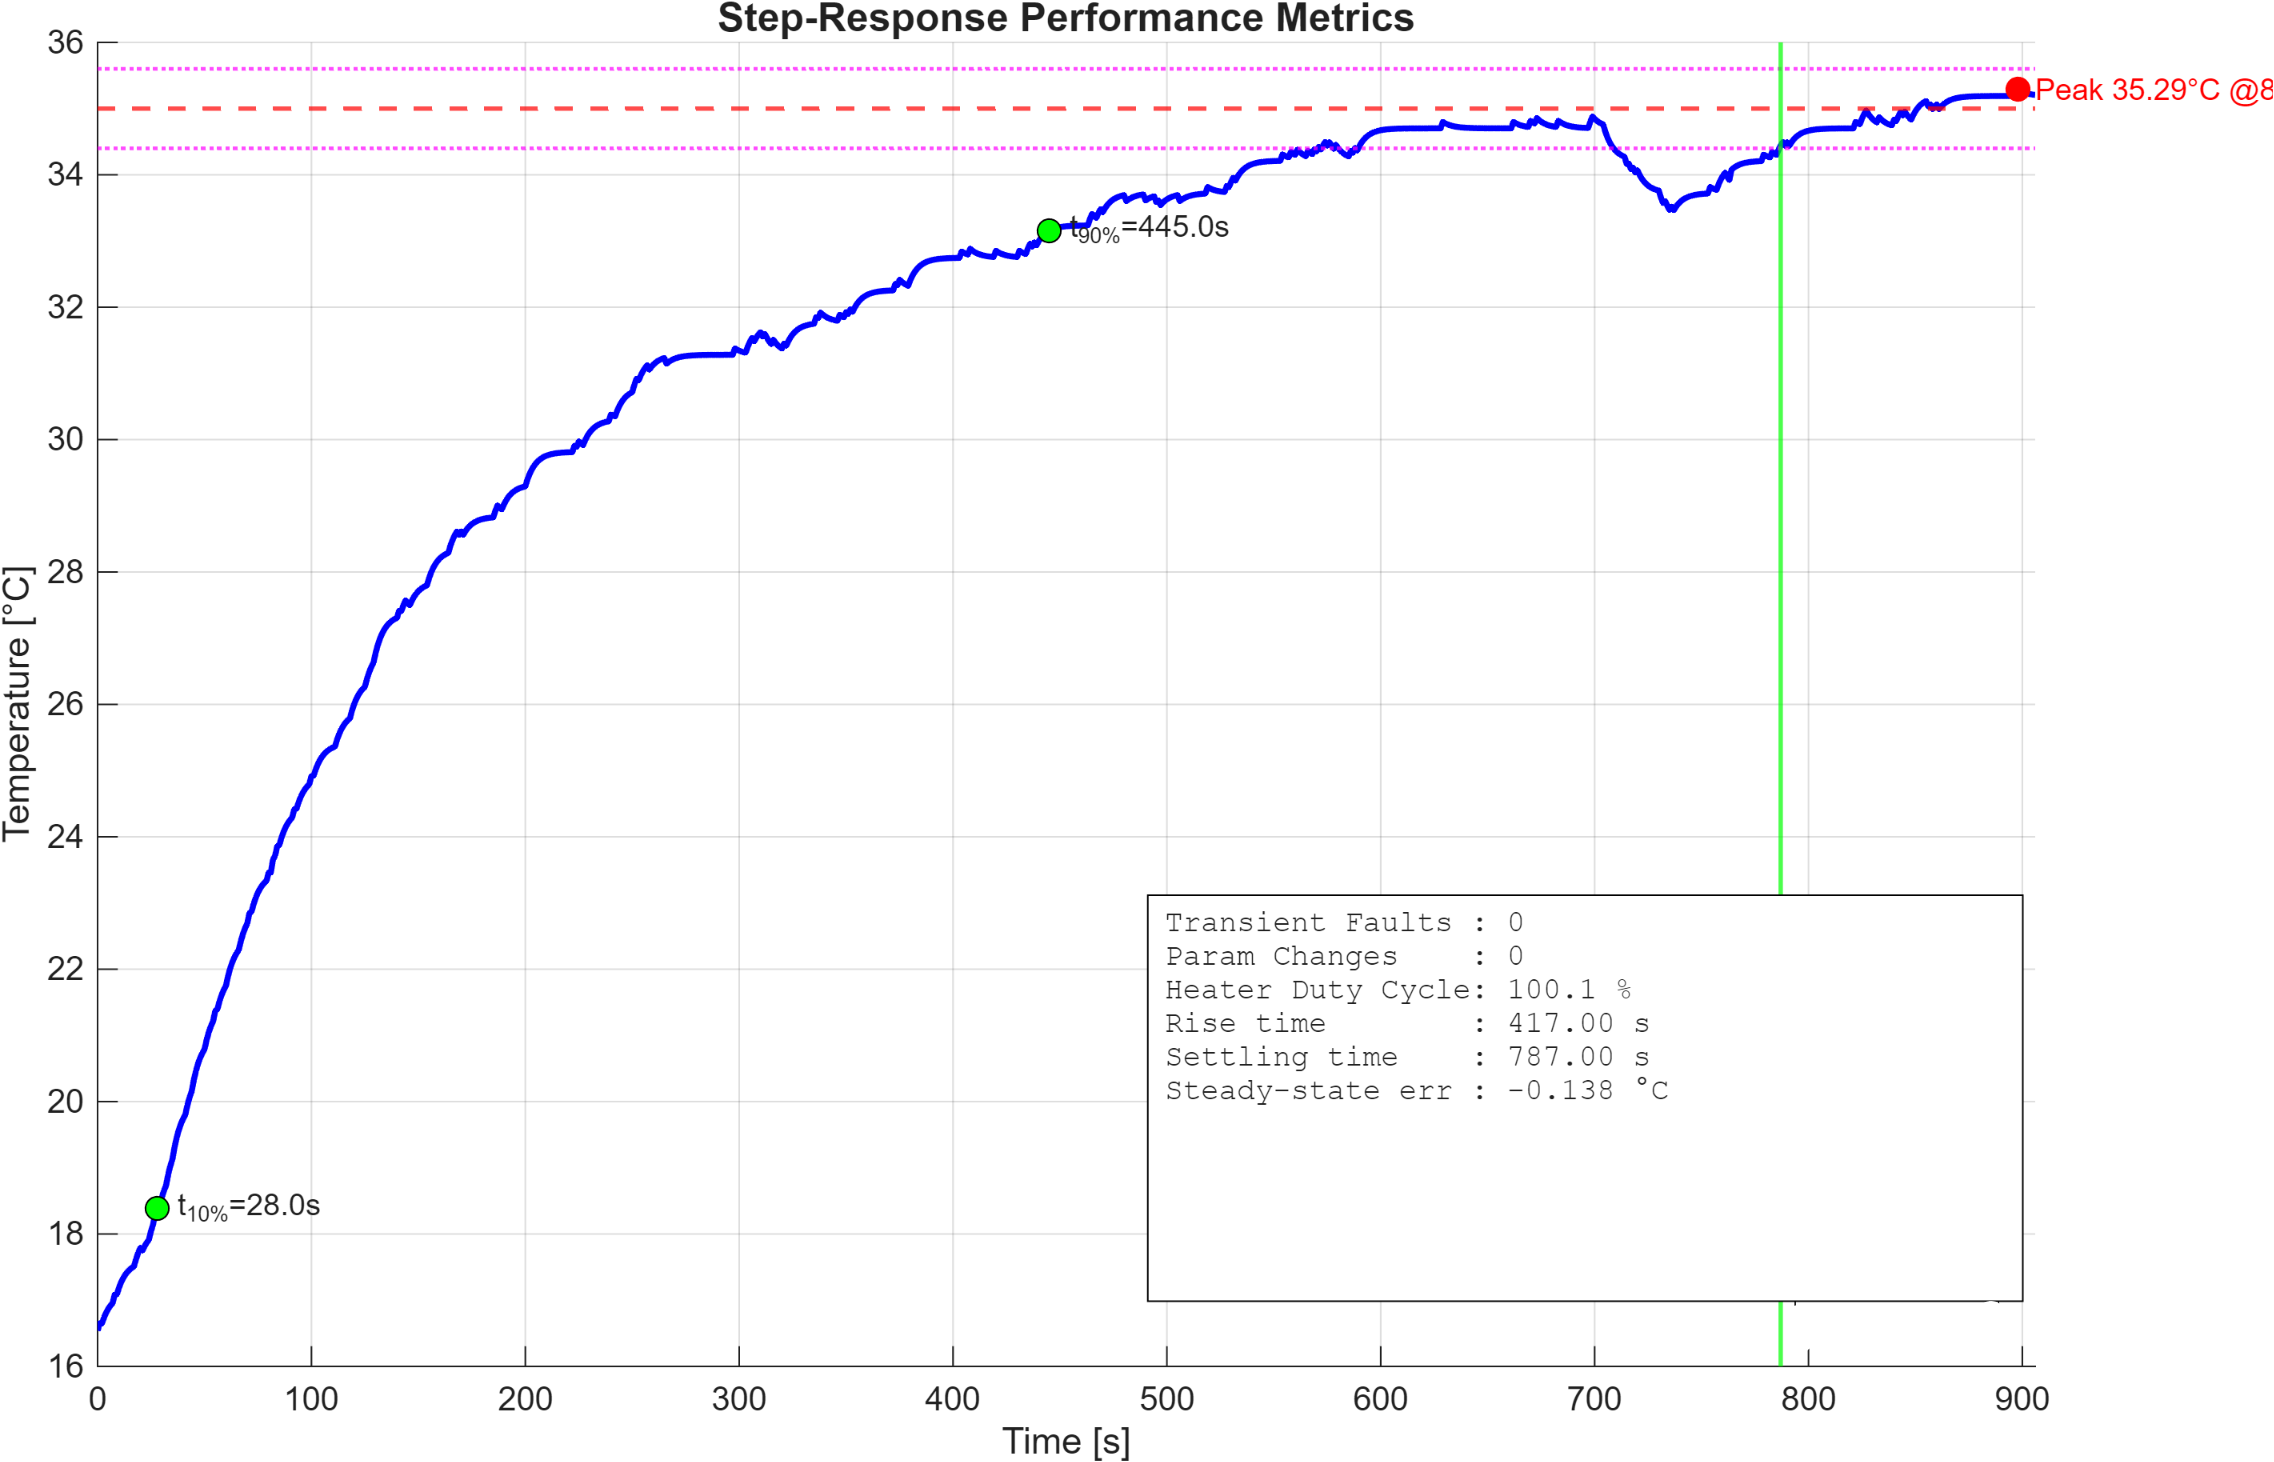 Step-Response Performance Metrics
36
34
32
30
28
26
24
22
20
18
16
Temperature [°C]
Peak 35.29°C @8
t90%=445.0s
t10%=28.0s
Transient Faults : 0
Param Changes : 0
Heater Duty Cycle: 100.1 %
Rise time : 417.00 s
Settling time : 787.00 s
Steady-state err : -0.138 °C
0 100 200 300 400 500 600 700 800 900
Time [s]